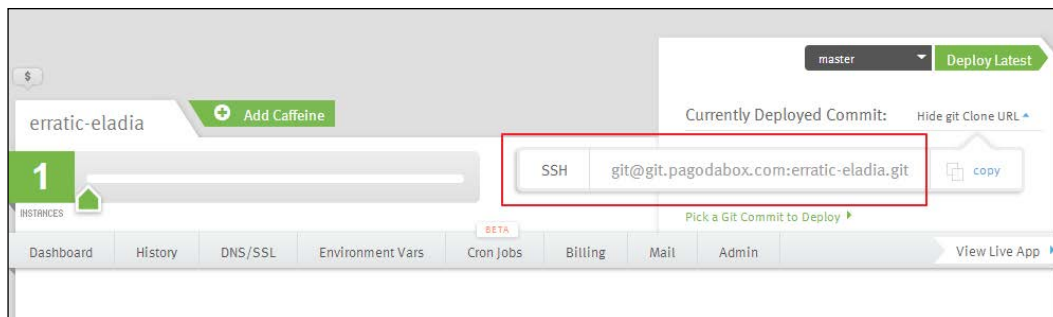 master
Deploy Latest
$
erratic-eladia
Add Caffeine
Currently Deployed Commit:
Hide git Clone URL
1
INSTANCES
SSH
git@git.pagodabox.com:erratic-eladia.git
copy
Pick a Git Commit to Deploy
BETA
Dashboard History DNS/SSL Environment Vars Cron Jobs Billing Mail Admin View Live App